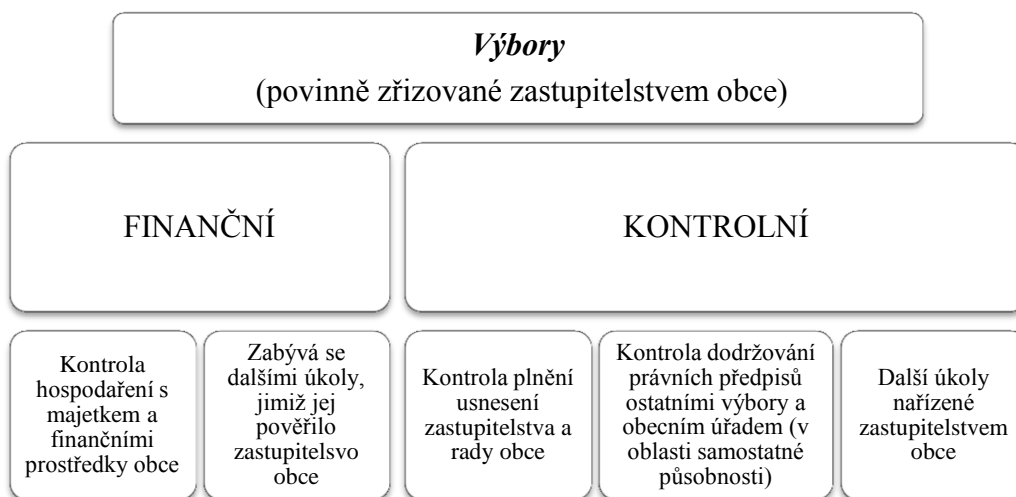 Výbory
(povinně zřizované zastupitelstvem obce)
FINANČNÍ
KONTROLNÍ
Kontrola
hospodaření s
majetkem a
finančními
prostředky obce
Zabývá se
dalšími úkoly,
jimiž jej
pověřilo
zastupitelsvo
obce
Kontrola plnění
usnesení
zastupitelstva a
rady obce
Kontrola dodržování
právních předpisů
ostatními výbory a
obecním úřadem (v
oblasti samostatné
působnosti)
Další úkoly
nařízené
zastupitelstvem
obce